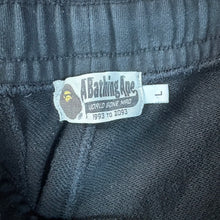 A Bathing Ape
WORLD GONE MAD
1993 TO 2093
L